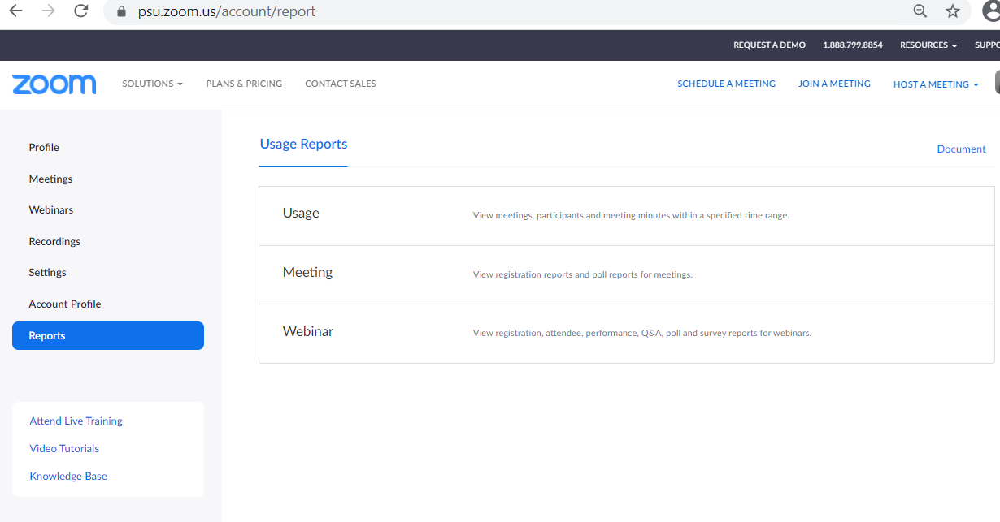 psu.zoom.us/account/report
REQUEST A DEMO 1.888.799.8854 RESOURCES
zoom SOLUTIONS PLANS & PRICING CONTACT SALES SCHEDULE A MEETING JOIN A MEETING HOST A MEETING
Profile
Meetings
Webinars
Recordings
Settings
Account Profile
Reports
Attend Live Training
Video Tutorials
Knowledge Base
Usage Reports Document
Usage View meetings, participants and meeting minutes within a specified time range.
Meeting View registration reports and poll reports for meetings.
Webinar View registration, attendee, performance, Q&A, poll and survey reports for webinars.